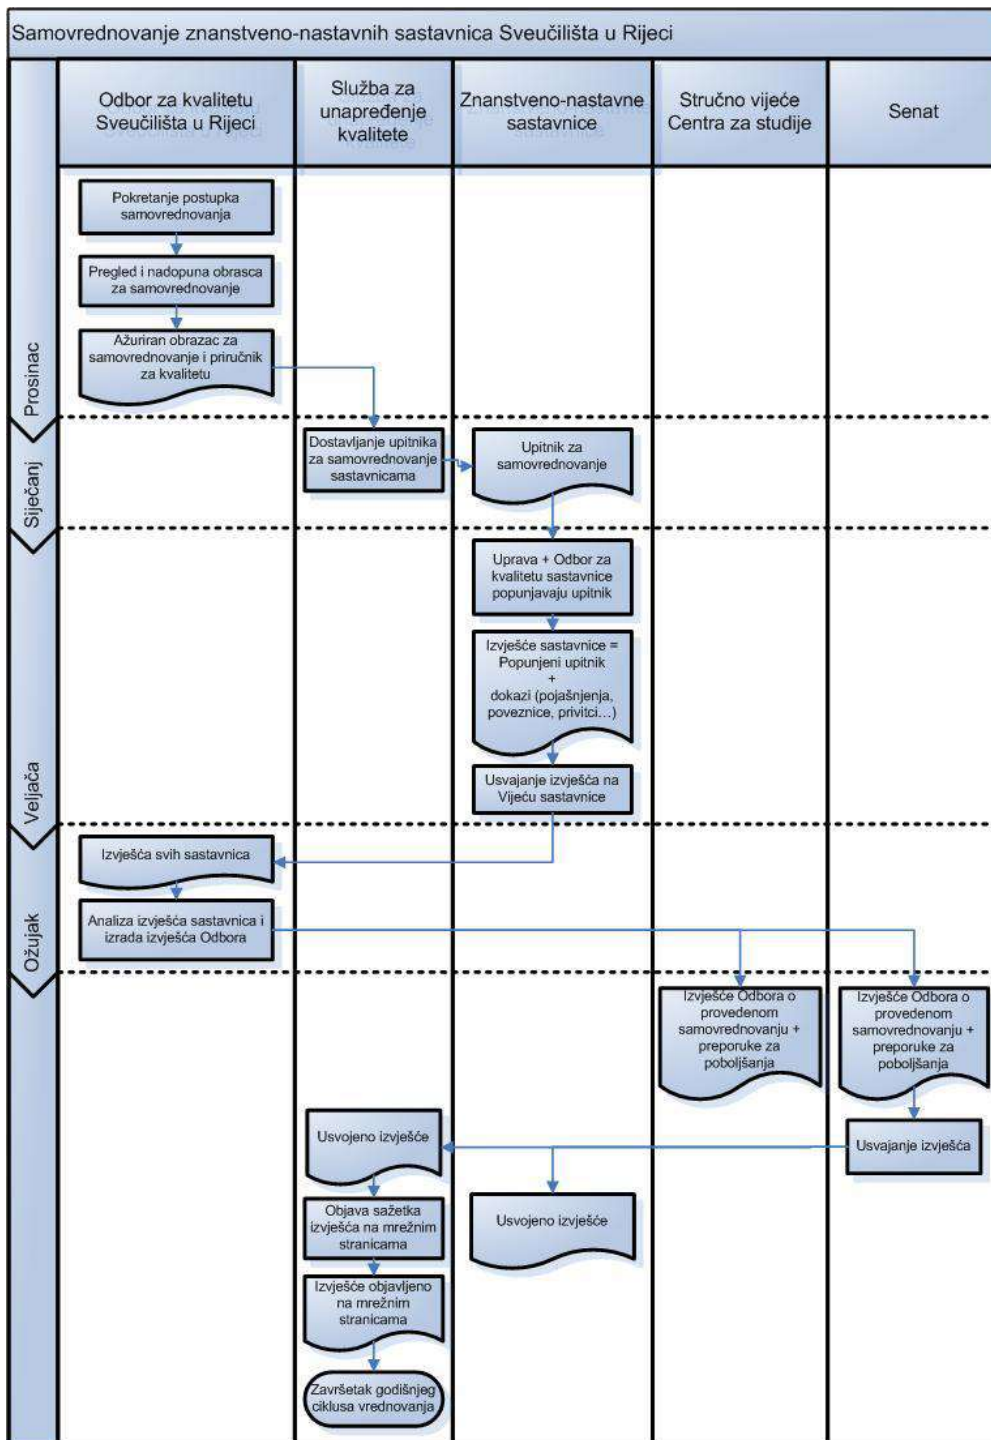 Samovrednovanje znanstveno-nastavnih sastavnica Sveučilišta u Rijeci
Odbor za kvalitetu
Sveučilišta u Rijeci
Služba za
unapređenje
kvalitete
Znanstveno-nastavne
sastavnice
Stručno vijeće
Centra za studije
Senat
Prosinac
Pokretanje postupka
samovrednovanja
Pregled i nadopuna obrasca
za samovrednovanje
Ažuriran obrazac za
samovrednovanje i priručnik
za kvalitetu
Siječanj
Dostavljanje upitnika
za samovrednovanje
sastavnicama
Upitnik za
samovrednovanje
Veljača
Uprava + Odbor za
kvalitetu sastavnice
popunjavaju upitnik
Izvješće sastavnice =
Popunjeni upitnik
+
dokazi (pojašnjenja,
poveznice, privitci…)
Usvajanje izvješća na
Vijeću sastavnice
Ožujak
Izvješća svih sastavnica
Analiza izvješća sastavnica i
izrada izvješća Odbora
Izvješće Odbora o
provedenom
samovrednovanju +
preporuke za
poboljšanja
Izvješće Odbora o
provedenom
samovrednovanju +
preporuke za
poboljšanja
Usvajanje izvješća
Usvojeno izvješće
Usvojeno izvješće
Objava sažetka
izvješća na mrežnim
stranicama
Izvješće objavljeno
na mrežnim
stranicama
Završetak godišnjeg
ciklusa vrednovanja